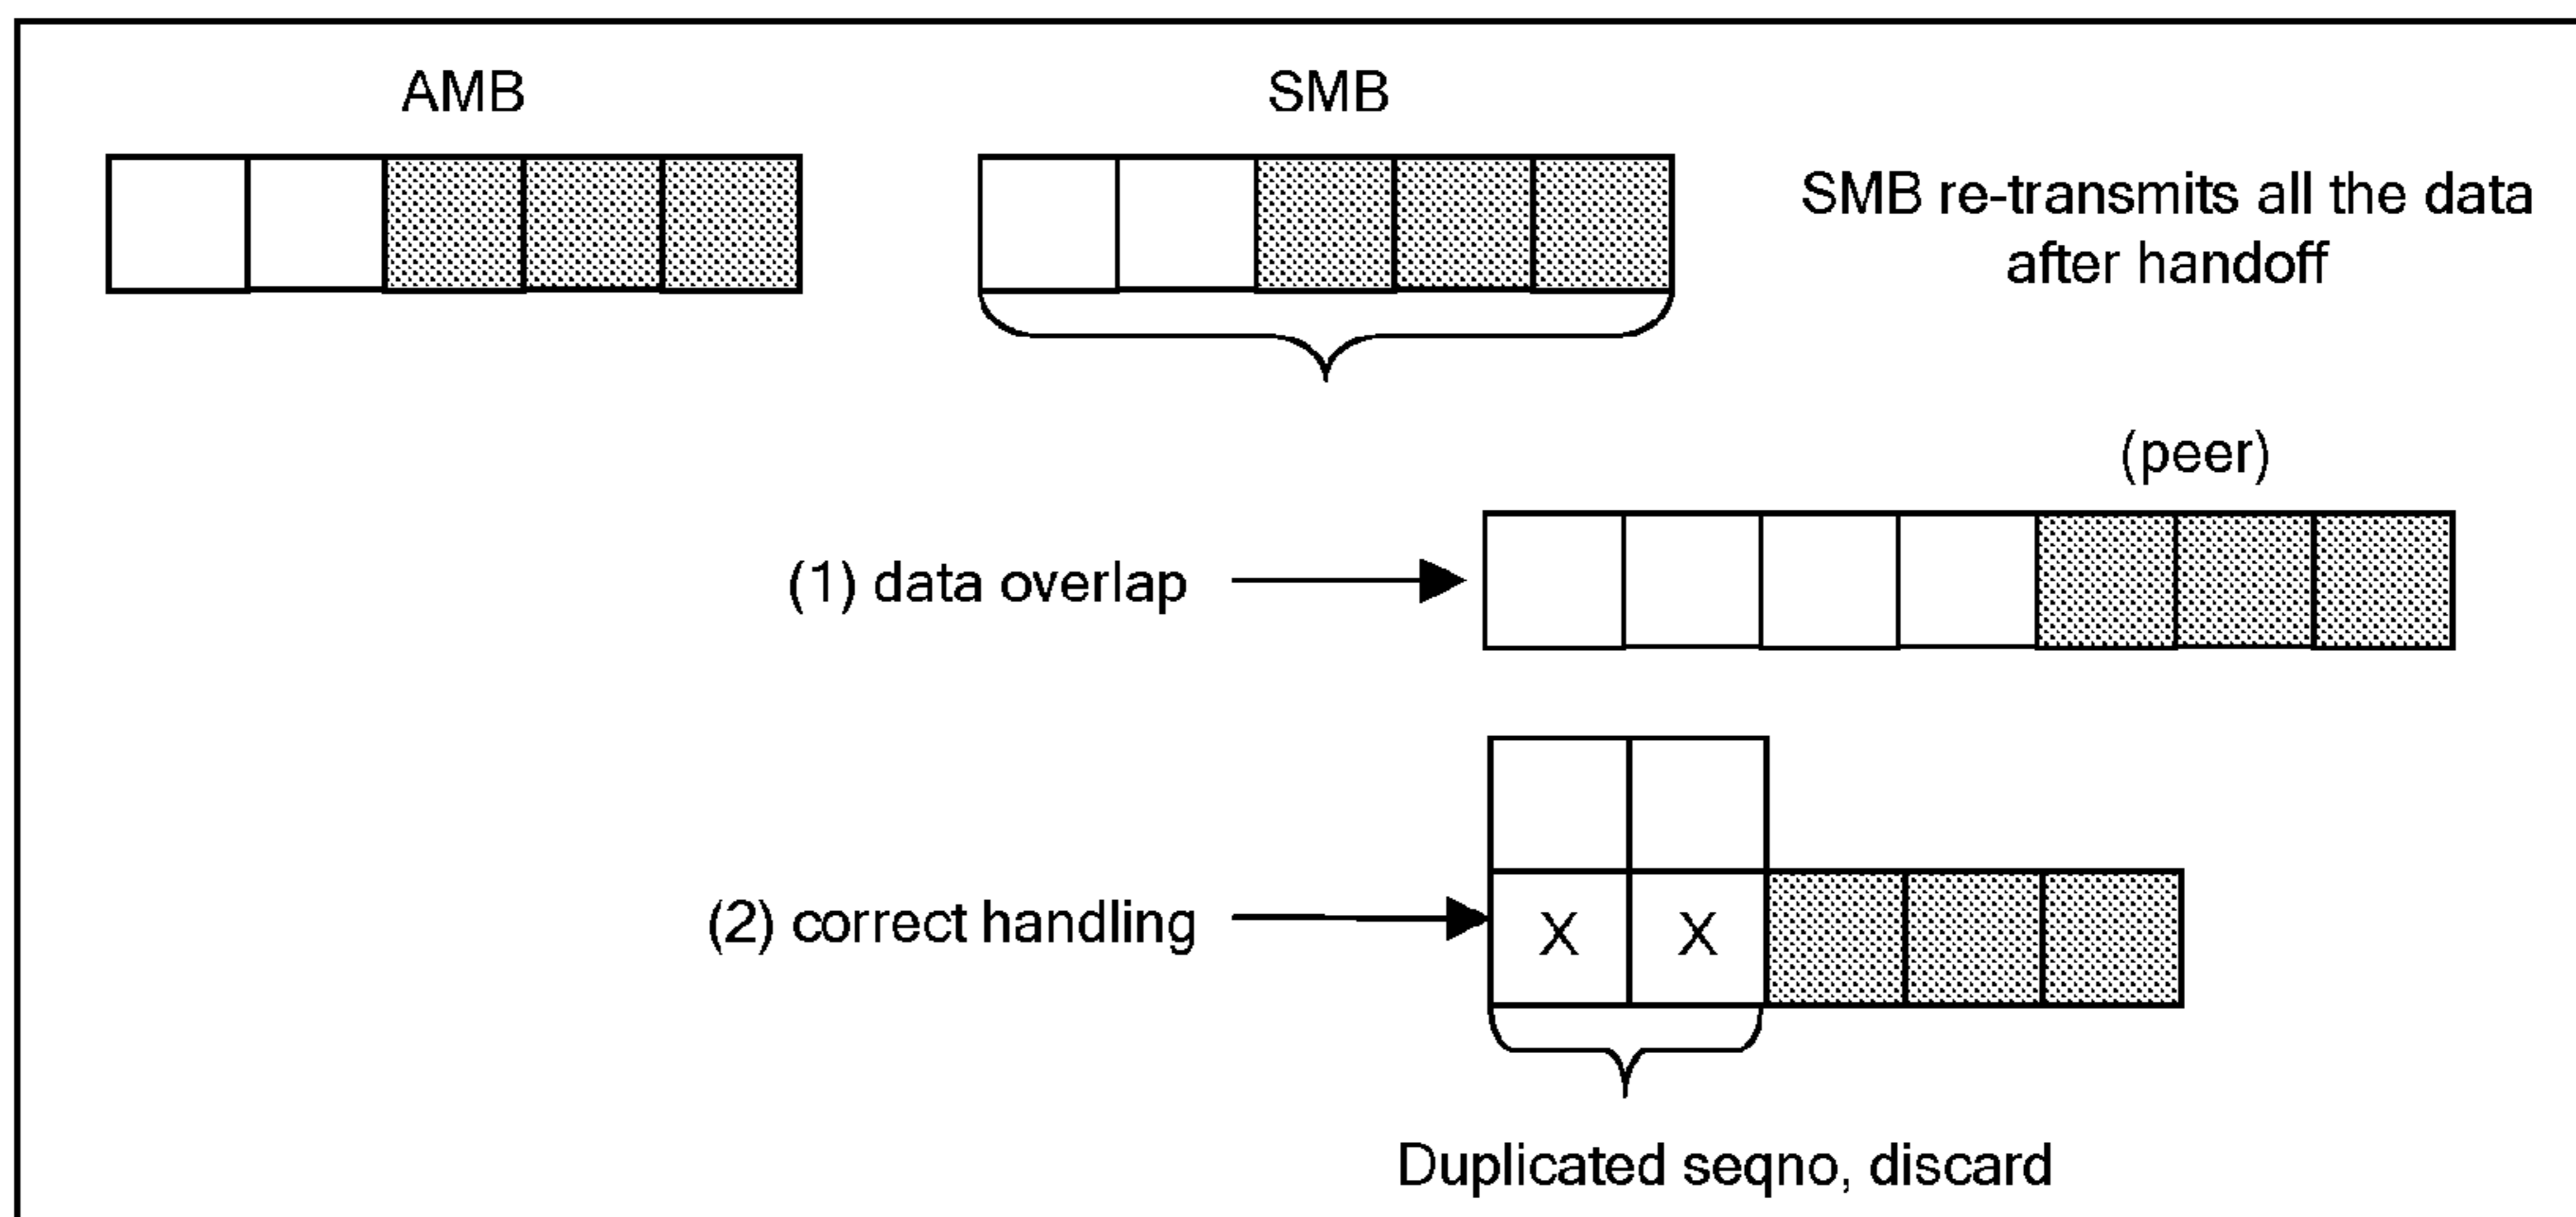 AMB
SMB
SMB re-transmits all the data
after handoff
(peer)
(1) data overlap
(2) correct handling
X X
Duplicated seqno, discard